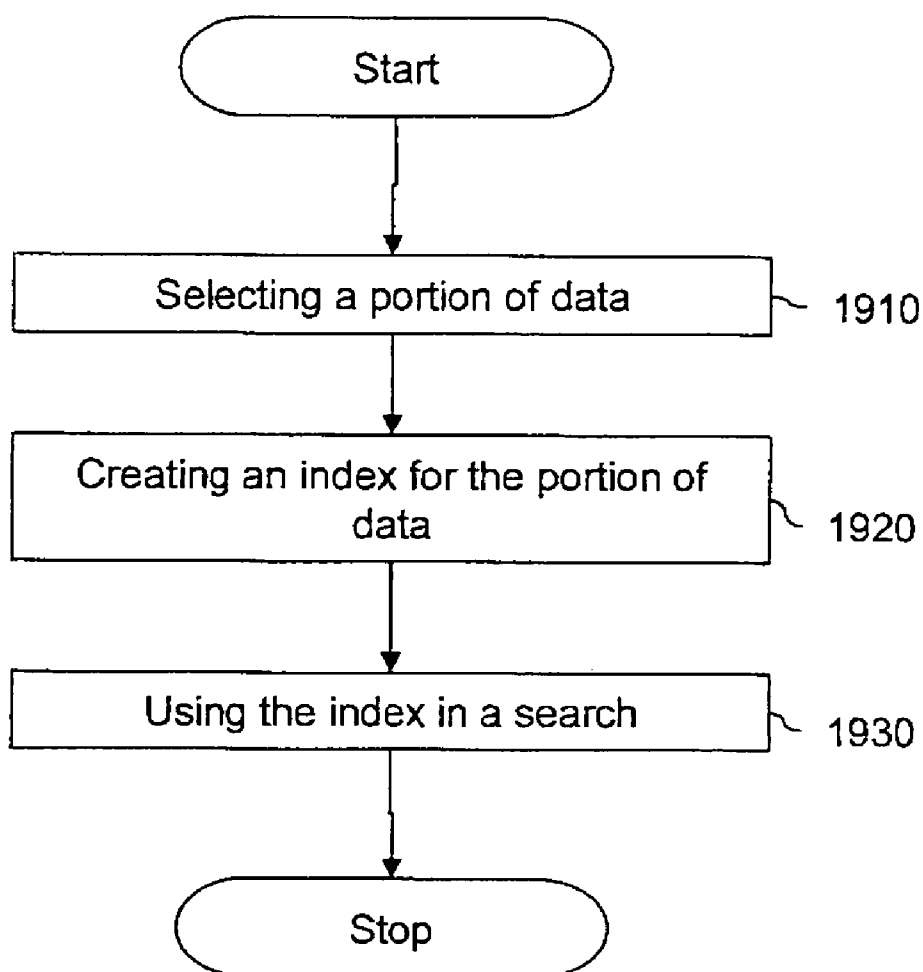 Start
Selecting a portion of data
1910
Creating an index for the portion of
data
1920
Using the index in a search
1930
Stop